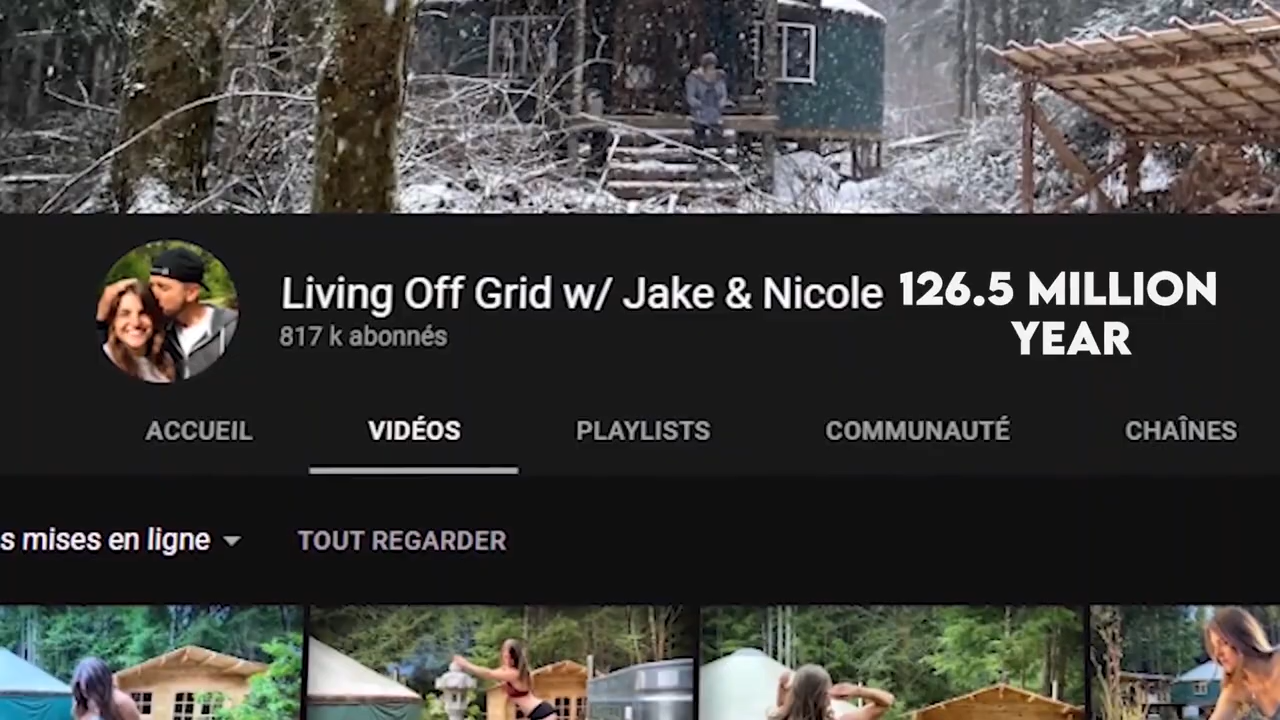 Living Off Grid w/ Jake & Nicole
126.5 MILLION
YEAR
817 k abonnés
ACCUEIL VIDÉOS PLAYLISTS COMMUNAUTÉ CHAÎNES
s mises en ligne TOUT REGARDER